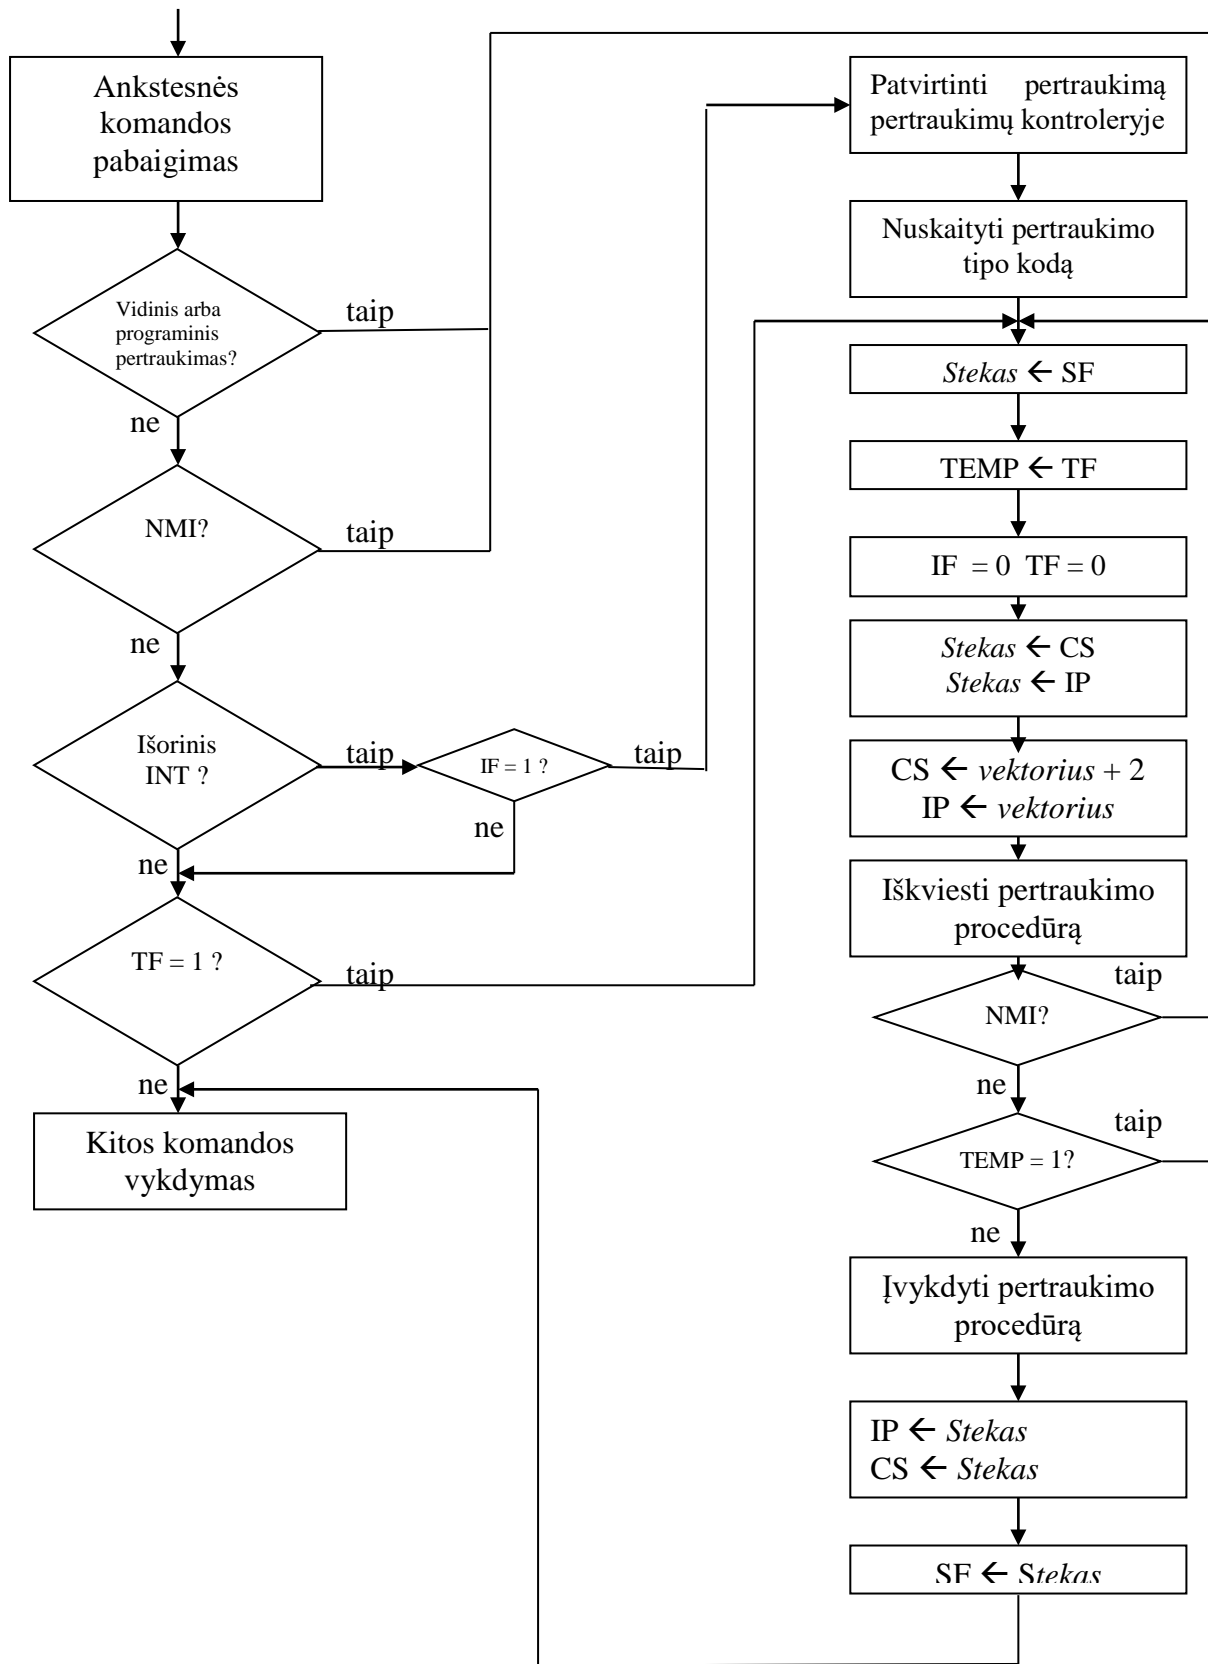 Ankstesnės
komandos
pabaigimas
Vidinis arba
programinis
pertraukimas?
taip
ne
NMI?
taip
ne
Išorinis
INT ?
taip
IF = 1 ?
taip
ne
ne
TF = 1 ?
taip
ne
Kitos komandos
vykdymas
Patvirtinti pertraukimą
pertraukimų kontroleryje
Nuskaityti pertraukimo
tipo kodą
Stekas ← SF
TEMP ← TF
IF = 0 TF = 0
Stekas ← CS
Stekas ← IP
CS ← vektorius + 2
IP ← vektorius
Iškviesti pertraukimo
procedūrą
taip
NMI?
ne
taip
TEMP = 1?
ne
Įvykdyti pertraukimo
procedūrą
IP ← Stekas
CS ← Stekas
SF ← Stekas